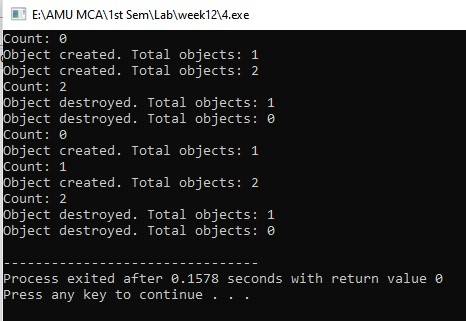 E:\AMU MCA\1st Sem\Lab\week12\4.exe
Count: 0
Object created. Total objects: 1
Object created. Total objects: 2
Count: 2
Object destroyed. Total objects: 1
Object destroyed. Total objects: 0
Count: 0
Object created. Total objects: 1
Count: 1
Object created. Total objects: 2
Count: 2
Object destroyed. Total objects: 1
Object destroyed. Total objects: 0
--------------------------------
Process exited after 0.1578 seconds with return value 0
Press any key to continue . . .